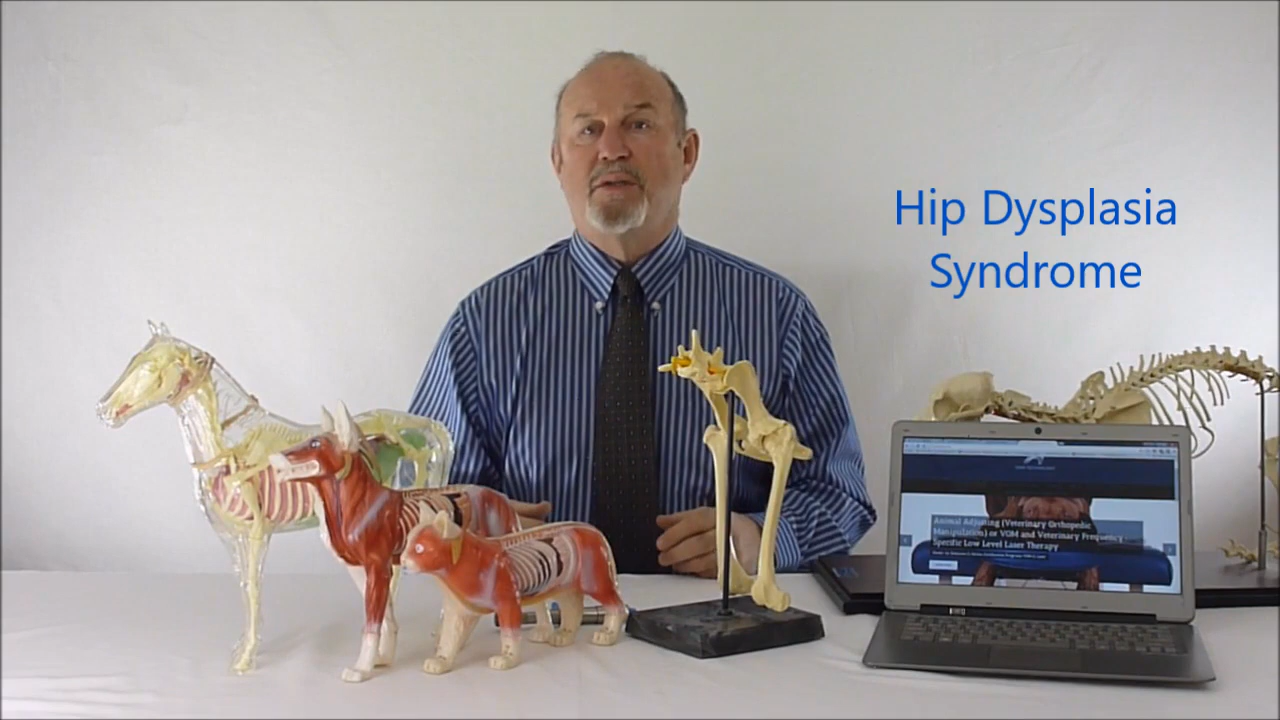 Hip Dysplasia
Syndrome
Animal Adjusting (Veterinary Orthopedic
Manipulation) or VOM and Veterinary Frequency
Specific Low Level Laser Therapy